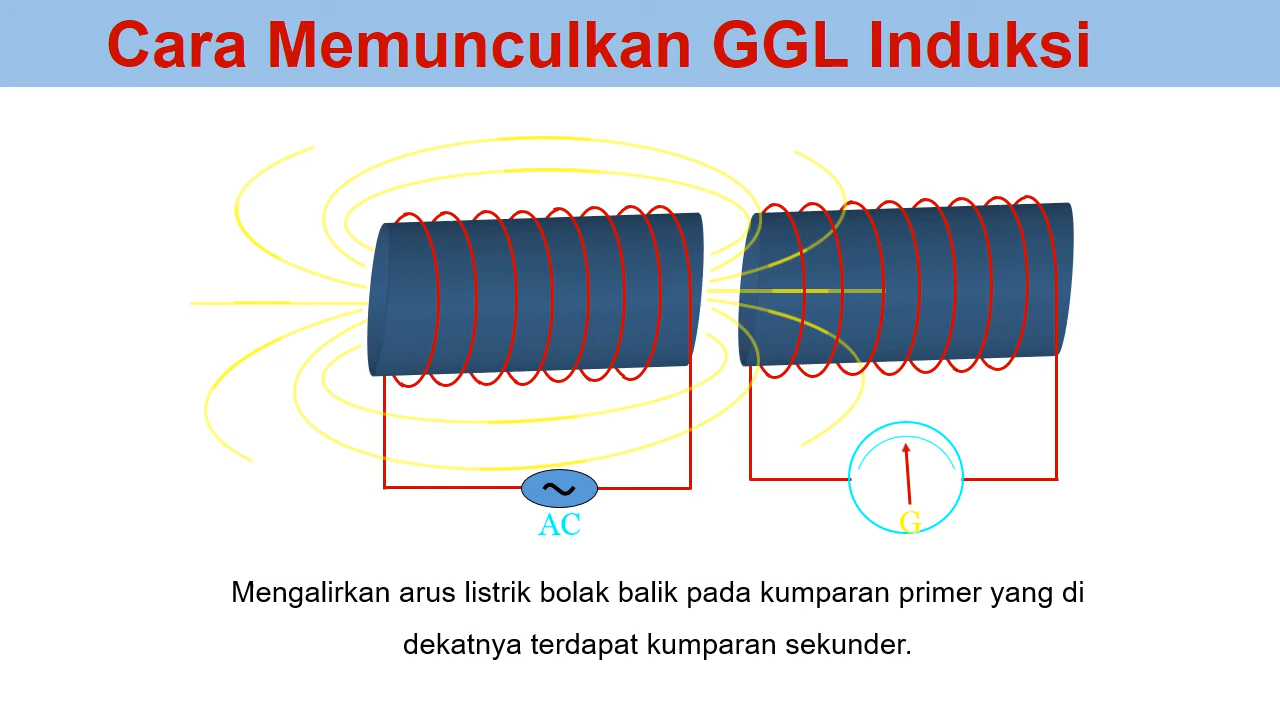 Cara Memunculkan GGL Induksi
AC
G
Mengalirkan arus listrik bolak balik pada kumparan primer yang di
dekatnya terdapat kumparan sekunder.